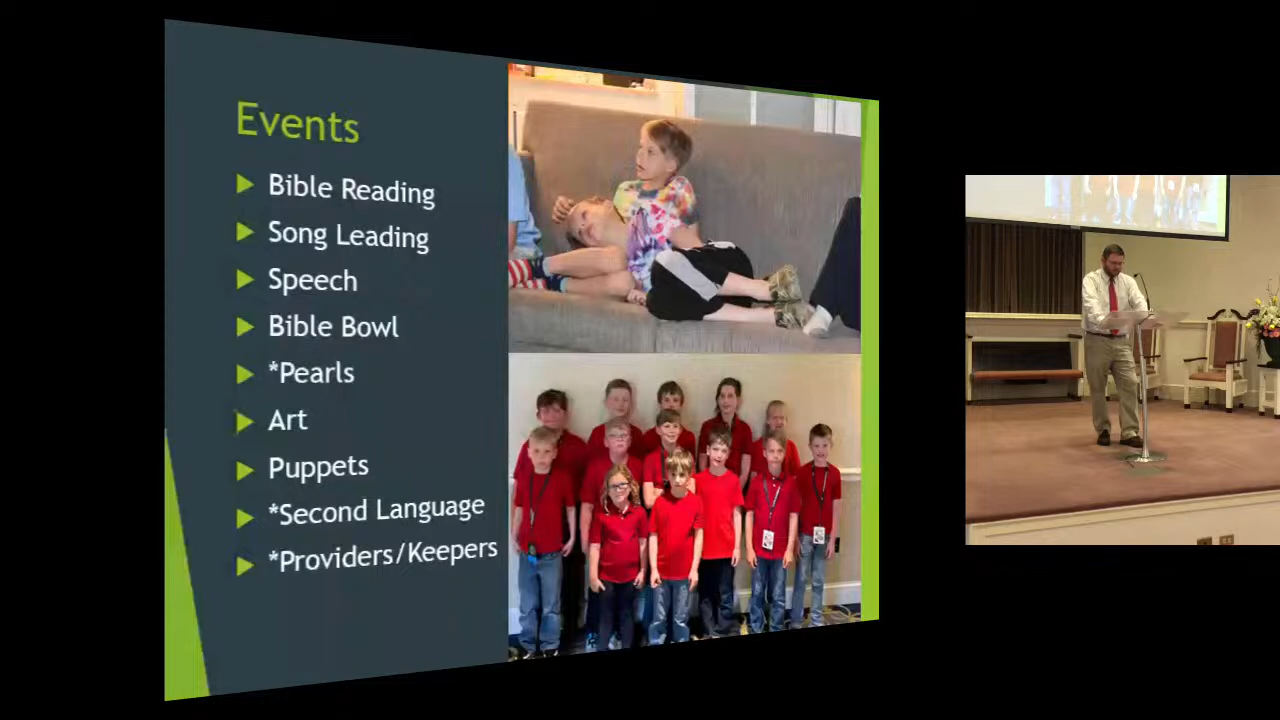 Events
Bible Reading
Song Leading
Speech
Bible Bowl
*Pearls
Art
Puppets
*Second Language
*Providers/Keepers